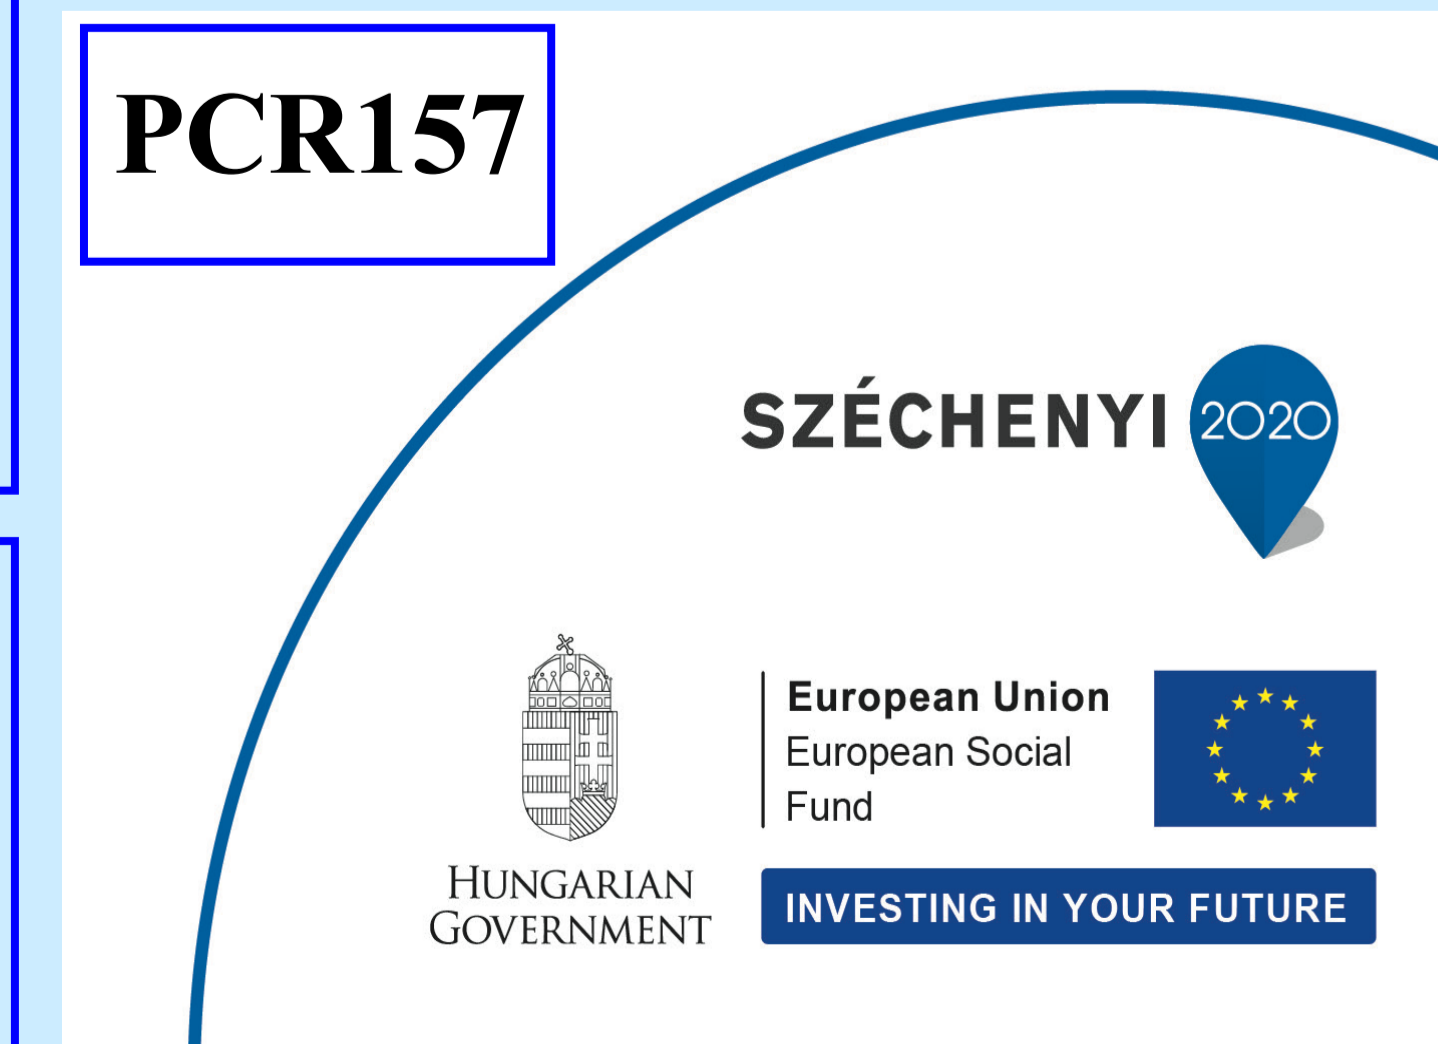 PCR157
SZÉCHENYI 2020
European Union
European Social
Fund
HUNGARIAN
GOVERNMENT
INVESTING IN YOUR FUTURE